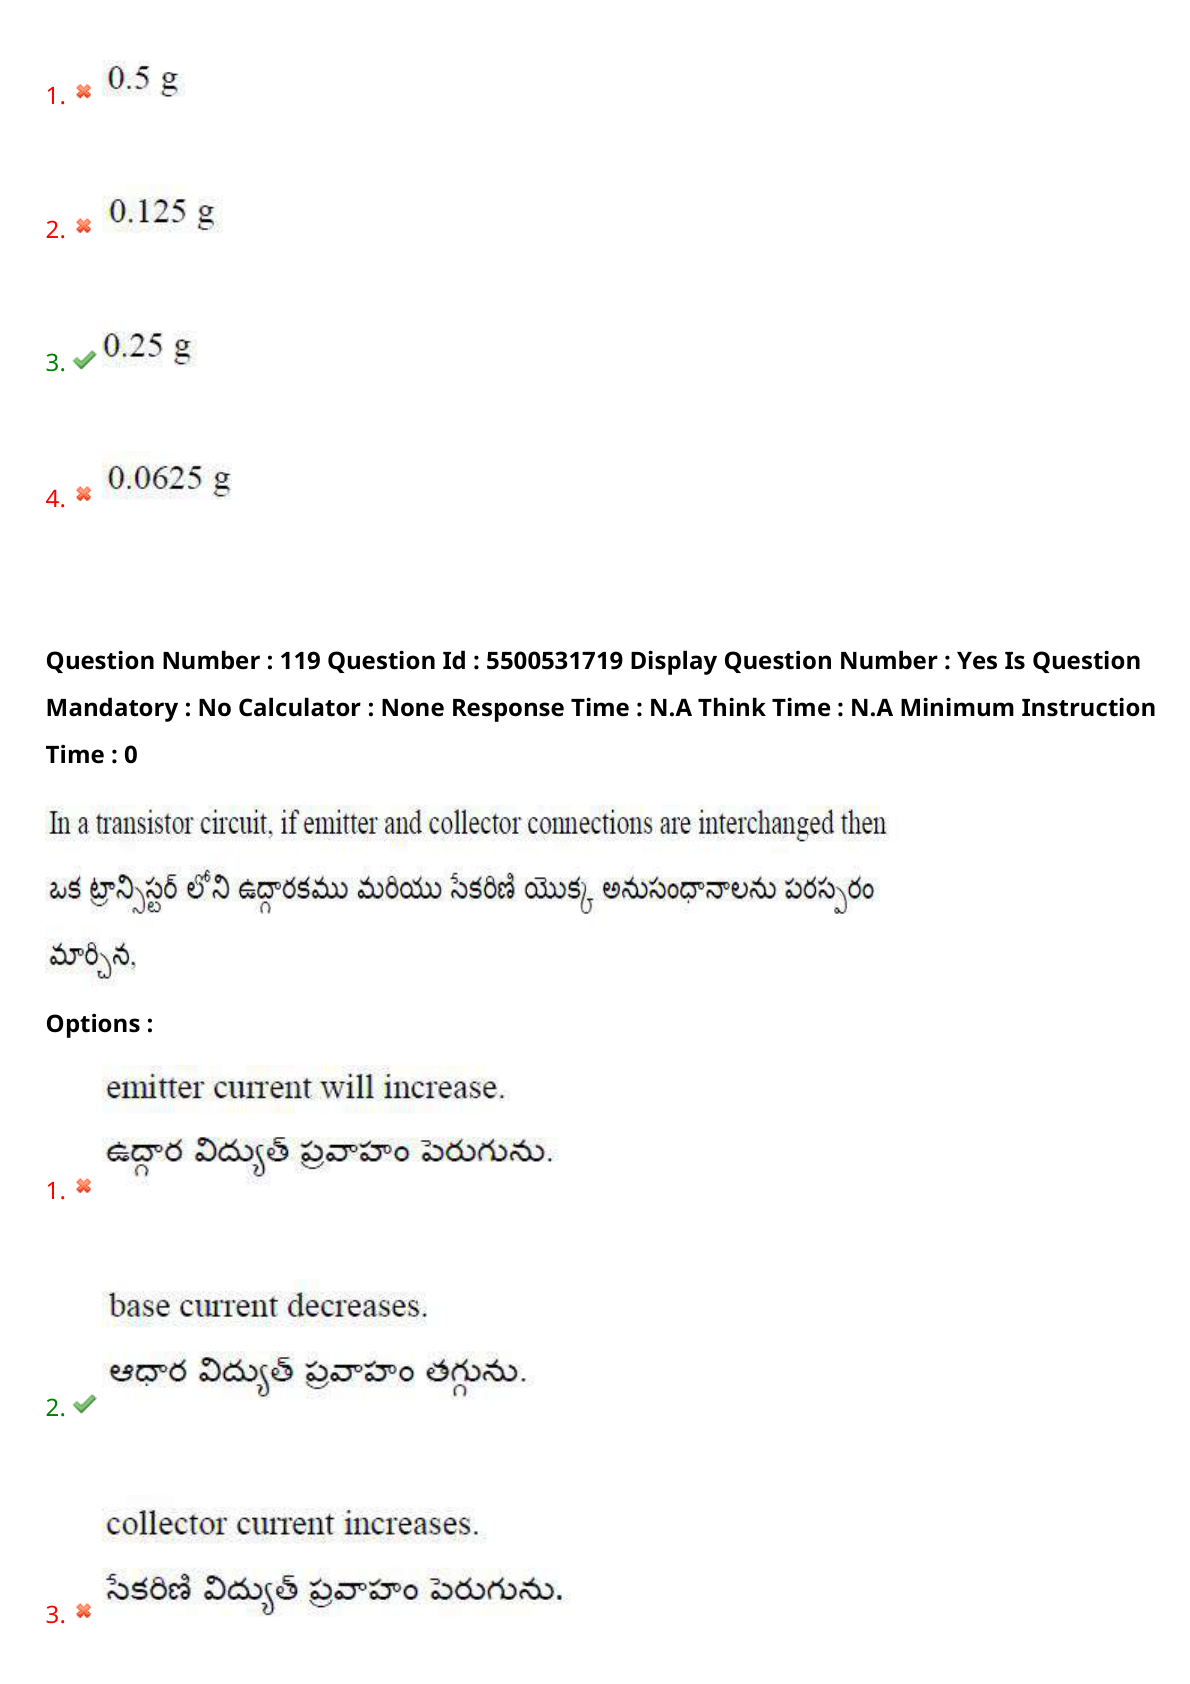 1. 0.5 g
2. 0.125 g
3. 0.25 g
4. 0.0625 g
Question Number : 119 Question Id : 5500531719 Display Question Number : Yes Is Question
Mandatory : No Calculator : None Response Time : N.A Think Time : N.A Minimum Instruction
Time : 0
In a transistor circuit, if emitter and collector connections are interchanged then
ఒక ట్రాన్సిస్టర్ లోని ఉద్గారకము మరియు సేకరిణి యొక్క అనుసంధానాలను పరస్పరం
మార్చిన,
Options :
emitter current will increase.
ఉద్గార విద్యుత్ ప్రవాహం పెరుగును.
1.
base current decreases.
ఆధార విద్యుత్ ప్రవాహం తగ్గును.
2.
collector current increases.
సేకరిణి విద్యుత్ ప్రవాహం పెరుగును.
3.